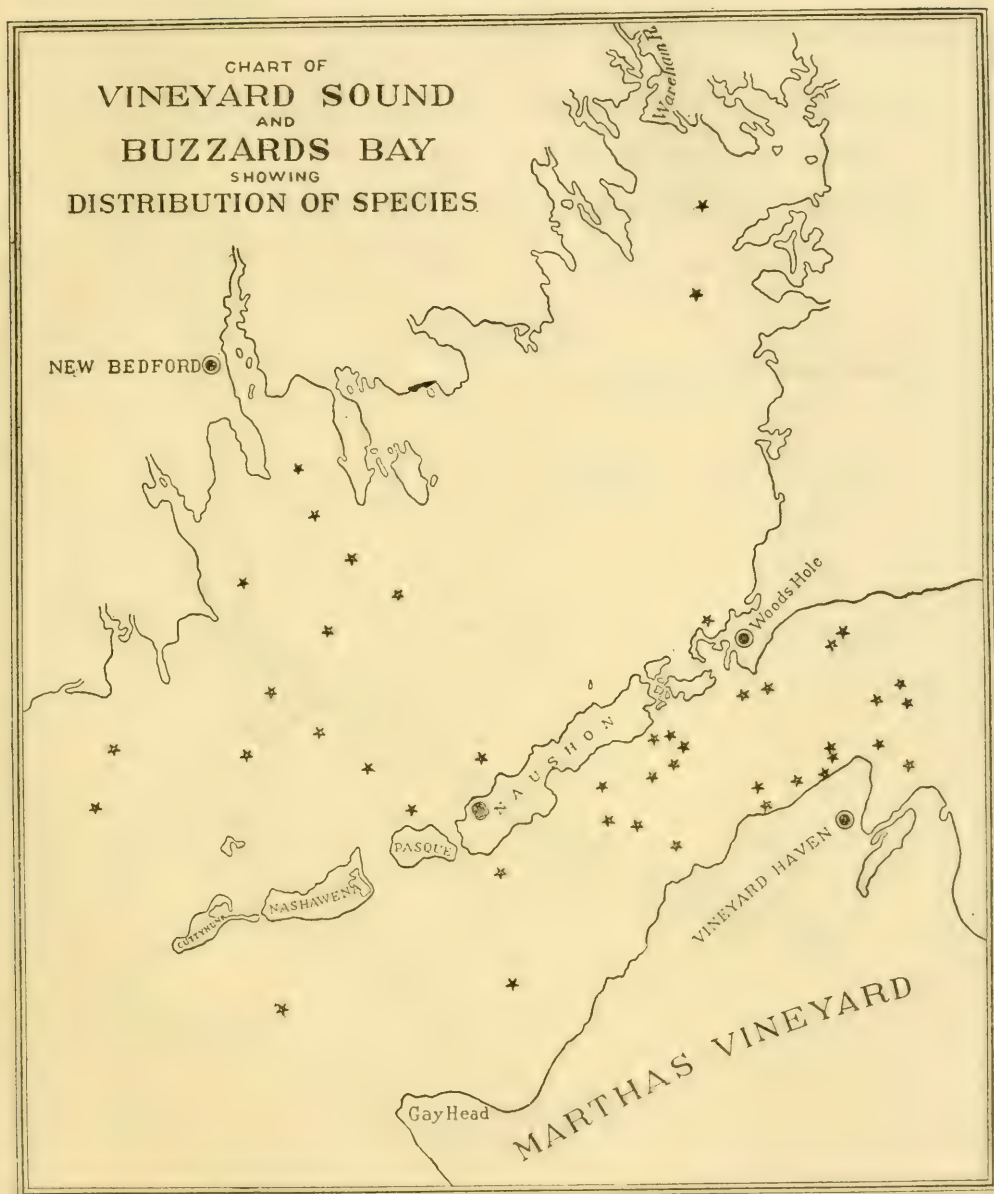 CHART OF
VINEYARD SOUND
AND
BUZZARDS BAY
SHOWING
DISTRIBUTION OF SPECIES
Wareham R
NEW BEDFORD
Woods Hole
NAUSHON
PASQUE
NASHAWENA
CUTTYHUNK
VINEYARD HAVEN
MARTHAS VINEYARD
Gay Head